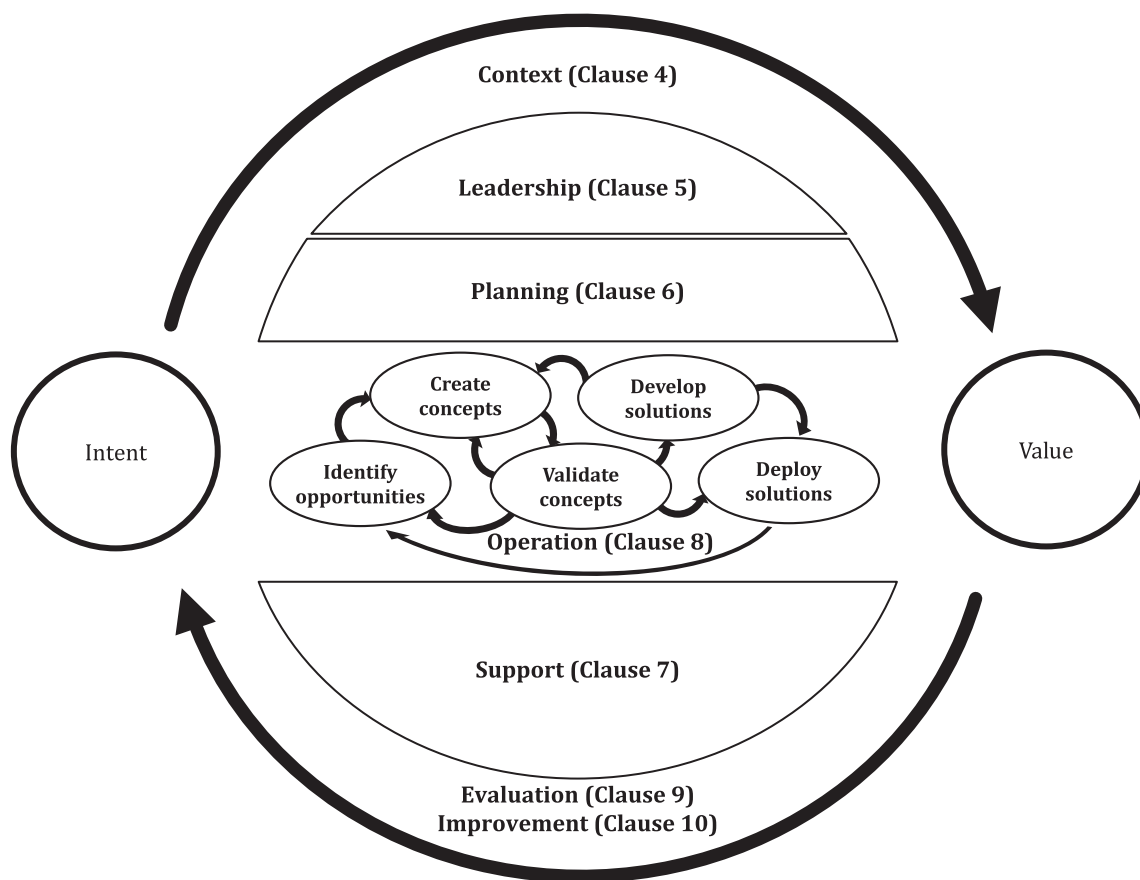 Context (Clause 4)
Leadership (Clause 5)
Planning (Clause 6)
Intent
Create
concepts
Develop
solutions
Identify
opportunities
Validate
concepts
Deploy
solutions
Operation (Clause 8)
Value
Support (Clause 7)
Evaluation (Clause 9)
Improvement (Clause 10)